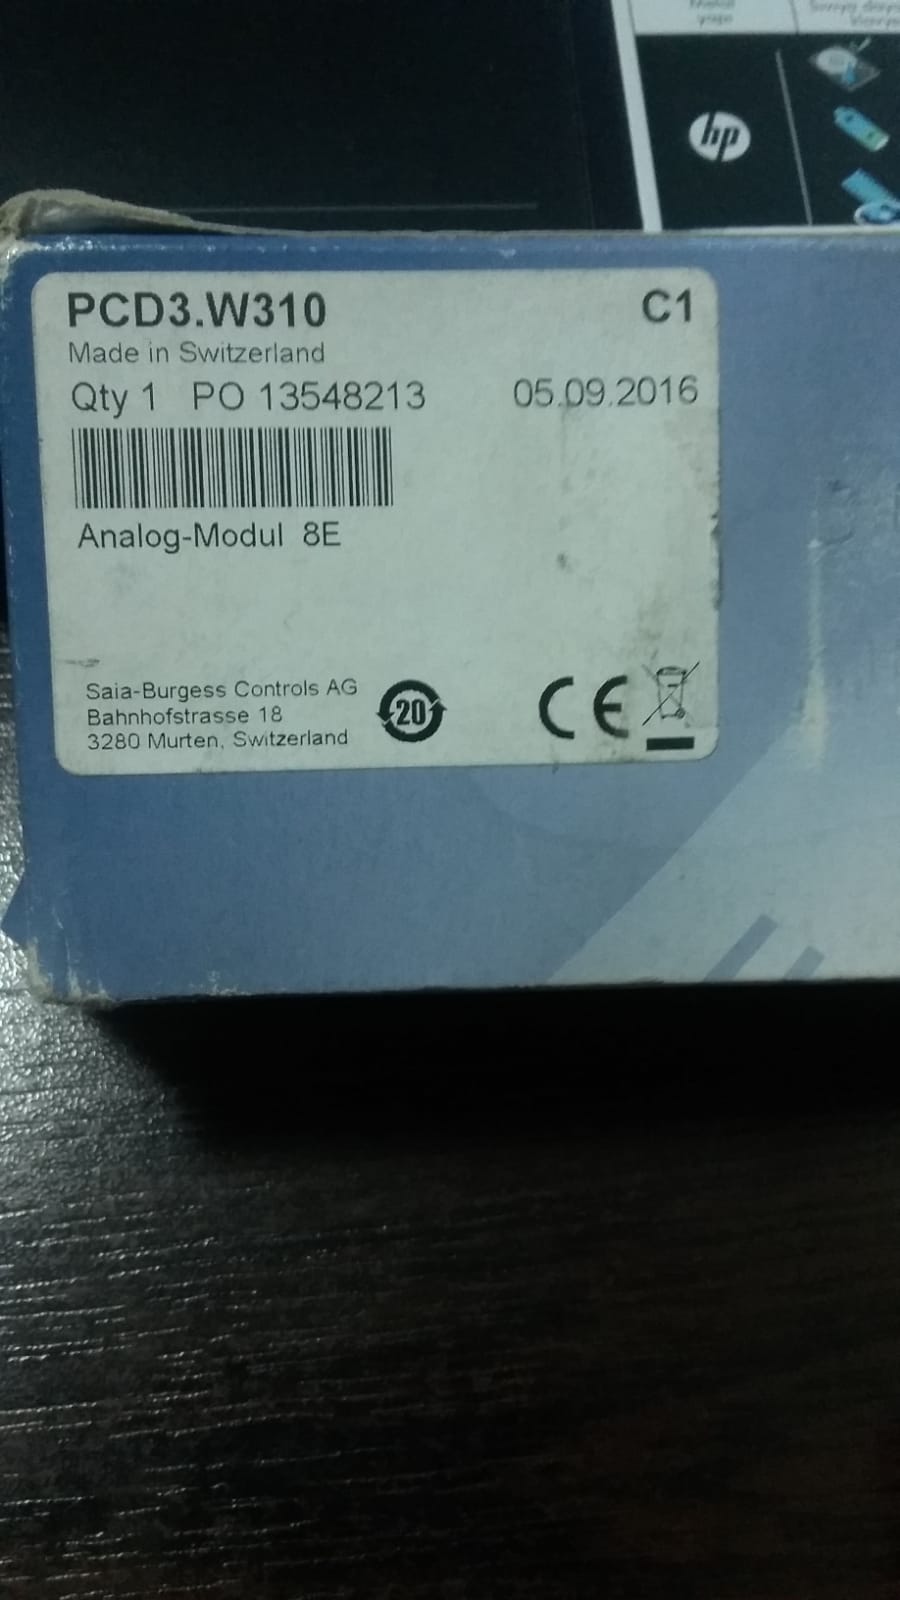 hp
PCD3.W310 C1
Made in Switzerland
Qty 1 PO 13548213 05.09.2016
Analog-Modul 8E
Saia-Burgess Controls AG
Bahnhofstrasse 18
3280 Murten, Switzerland
20
CE